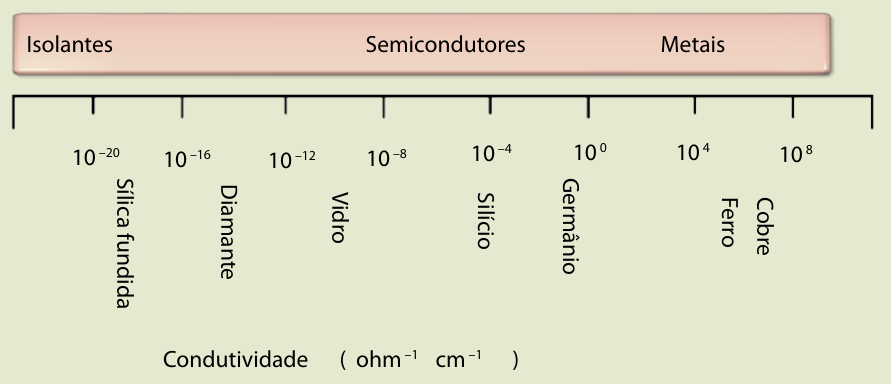 Isolantes Semicondutores Metais
10⁻²⁰ 10⁻¹⁶ 10⁻¹² 10⁻⁸ 10⁻⁴ 10⁰ 10⁴ 10⁸
Sílica fundida
Diamante
Vidro
Silício
Germânio
Ferro
Cobre
Condutividade ( ohm⁻¹ cm⁻¹ )